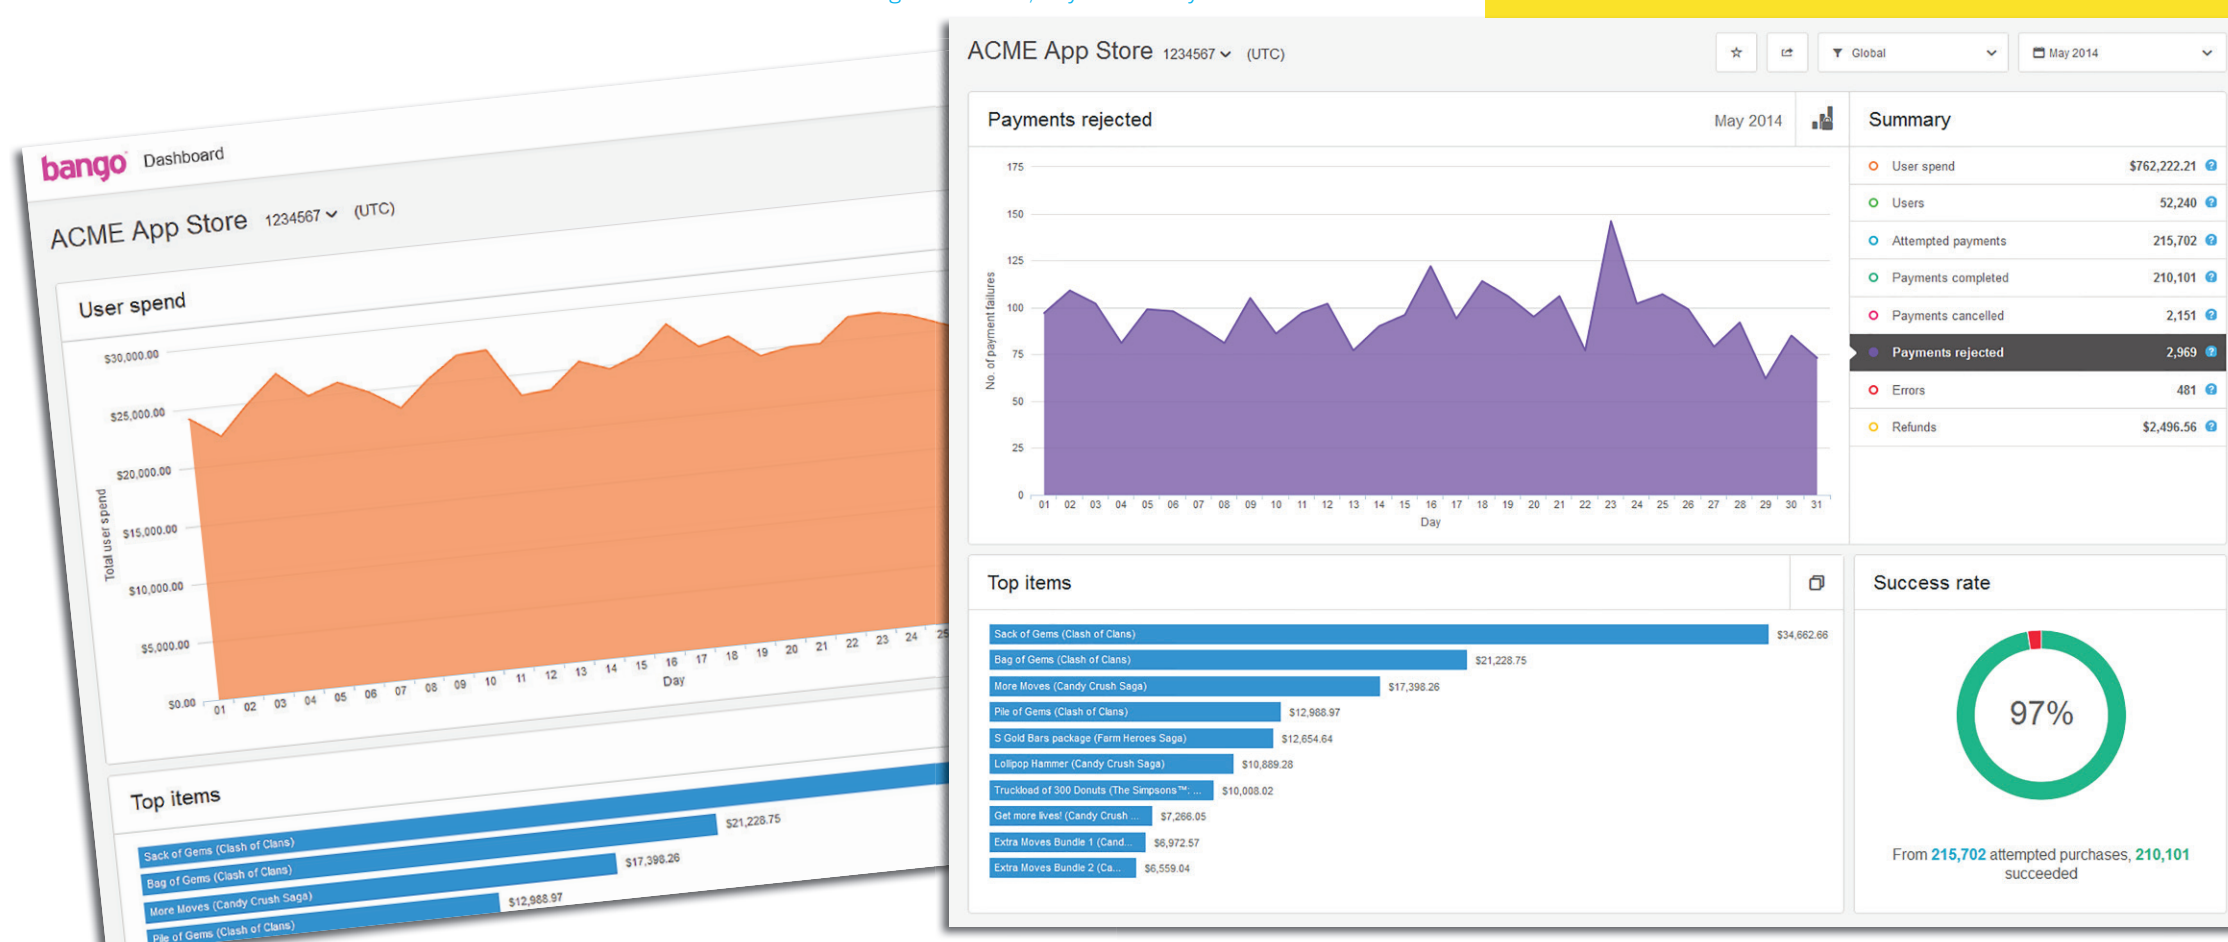 bango Dashboard
ACME App Store 1234567 (UTC)
User spend
$30,000.00
$25,000.00
$20,000.00
$15,000.00
$10,000.00
$5,000.00
$0.00
Total user spend
01 02 03 04 05 06 07 08 09 10 11 12 13 14 15 16 17 18 19 20 21 22 23 24 25
Day
Top items
Sack of Gems (Clash of Clans)
Bag of Gems (Clash of Clans) $21,228.75
More Moves (Candy Crush Saga) $17,398.26
Pile of Gems (Clash of Clans) $12,988.97
ACME App Store 1234567 (UTC)
Global
May 2014
Payments rejected May 2014
175
150
125
100
75
50
25
0
No. of payment failures
01 02 03 04 05 06 07 08 09 10 11 12 13 14 15 16 17 18 19 20 21 22 23 24 25 26 27 28 29 30 31
Day
Summary
User spend $762,222.21 ?
Users 52,240 ?
Attempted payments 215,702 ?
Payments completed 210,101 ?
Payments cancelled 2,151 ?
Payments rejected 2,969 ?
Errors 481 ?
Refunds $2,496.56 ?
Top items
Sack of Gems (Clash of Clans) $34,662.66
Bag of Gems (Clash of Clans) $21,228.75
More Moves (Candy Crush Saga) $17,398.26
Pile of Gems (Clash of Clans) $12,988.97
S Gold Bars package (Farm Heroes Saga) $12,654.64
Lollipop Hammer (Candy Crush Saga) $10,889.28
Truckload of 300 Donuts (The Simpsons™: ... $10,008.02
Get more lives! (Candy Crush ... $7,266.05
Extra Moves Bundle 1 (Cand... $6,972.57
Extra Moves Bundle 2 (Ca... $6,559.04
Success rate
97%
From 215,702 attempted purchases, 210,101
succeeded